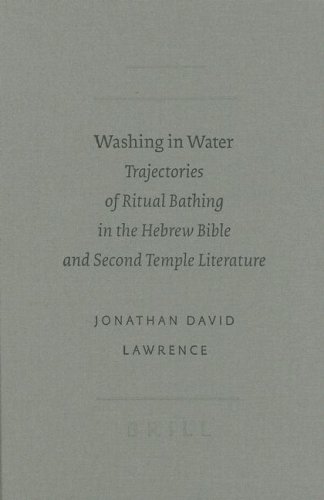 Washing in Water
Trajectories
of Ritual Bathing
in the Hebrew Bible
and Second Temple Literature
JONATHAN DAVID
LAWRENCE
BRILL